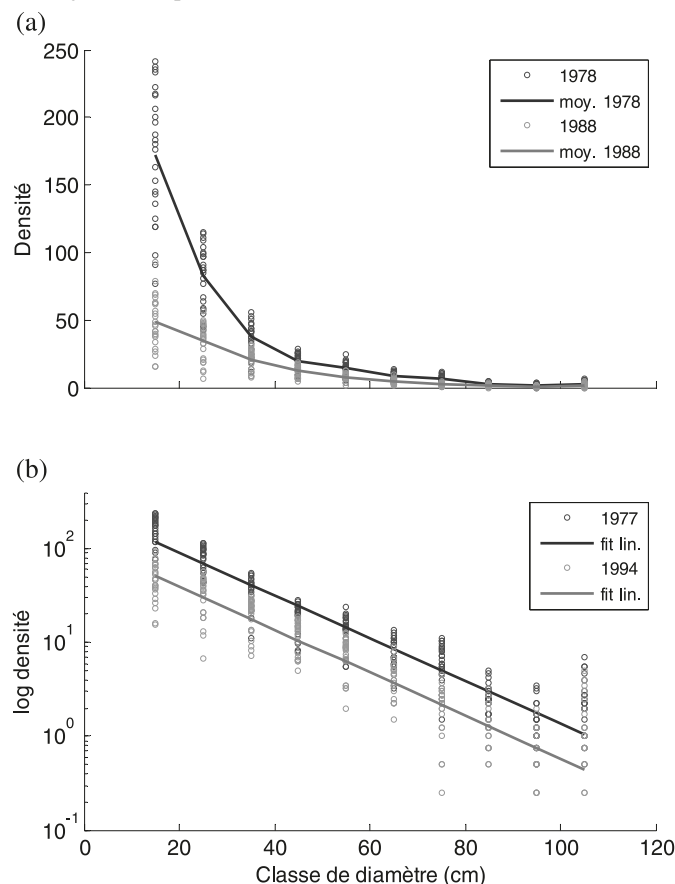 (a)
250
200
150
100
50
0
Densité
1978
moy. 1978
1988
moy. 1988
(b)
10^2
10^1
10^0
10^-1
log densité
1977
fit lin.
1994
fit lin.
0 20 40 60 80 100 120
Classe de diamètre (cm)